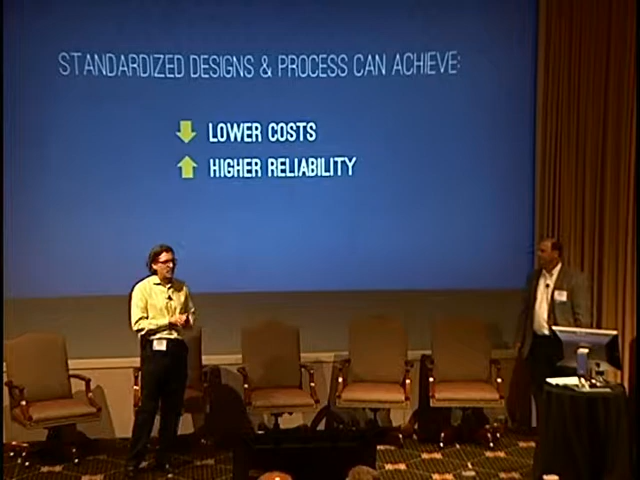 STANDARDIZED DESIGNS & PROCESS CAN ACHIEVE:
LOWER COSTS
HIGHER RELIABILITY